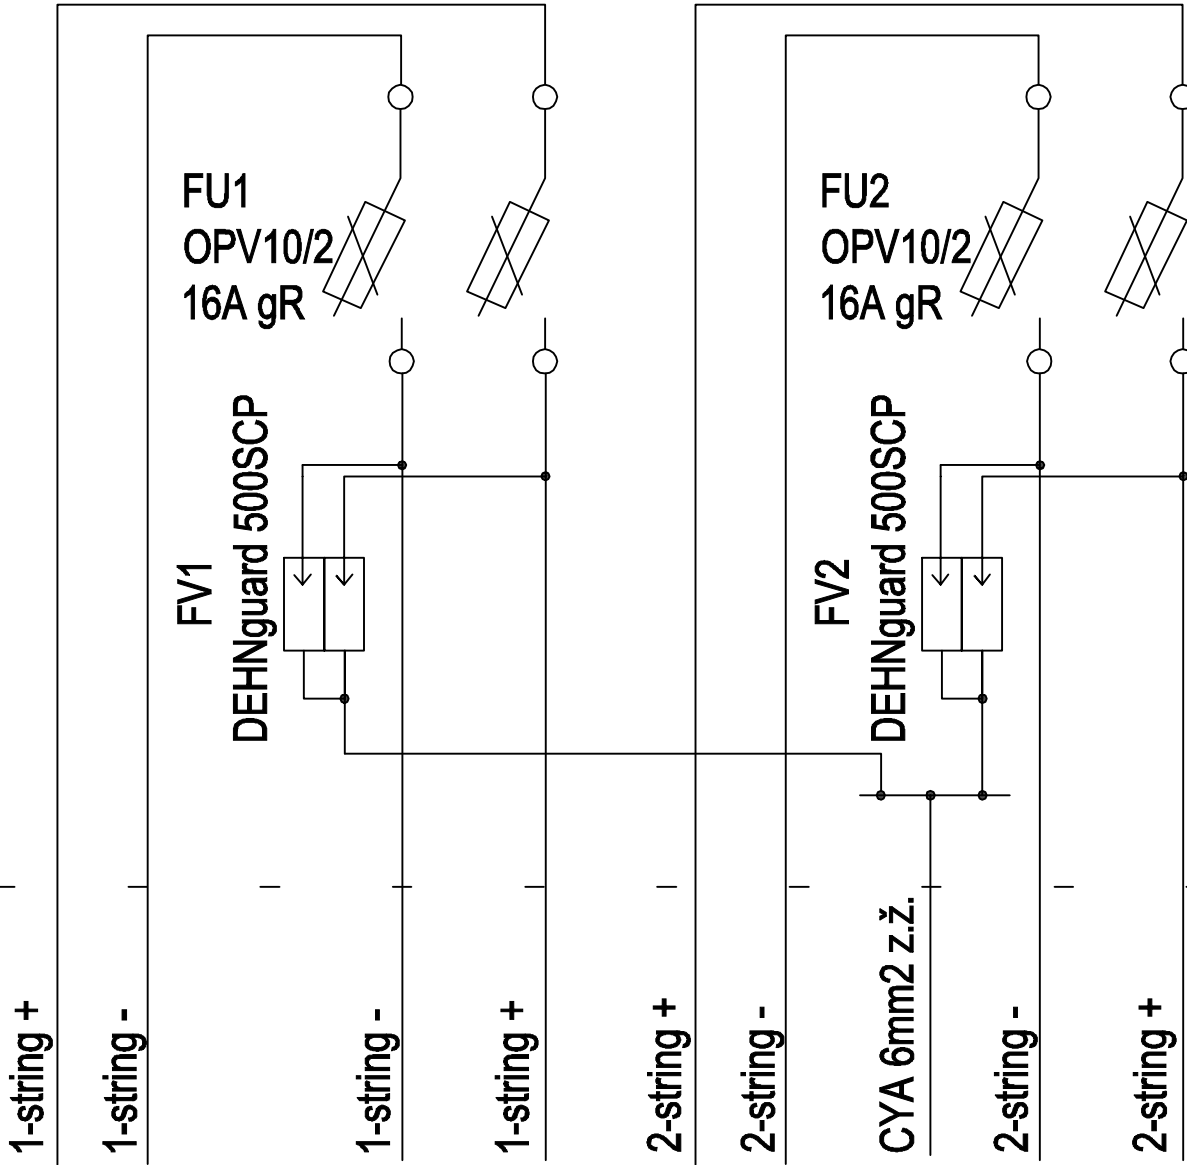 FU1
OPV10/2
16A gR
FU2
OPV10/2
16A gR
FV1
DEHNguard 500SCP
FV2
DEHNguard 500SCP
1-string +
1-string -
1-string -
1-string +
2-string +
2-string -
CYA 6mm2 z.ž.
2-string -
2-string +